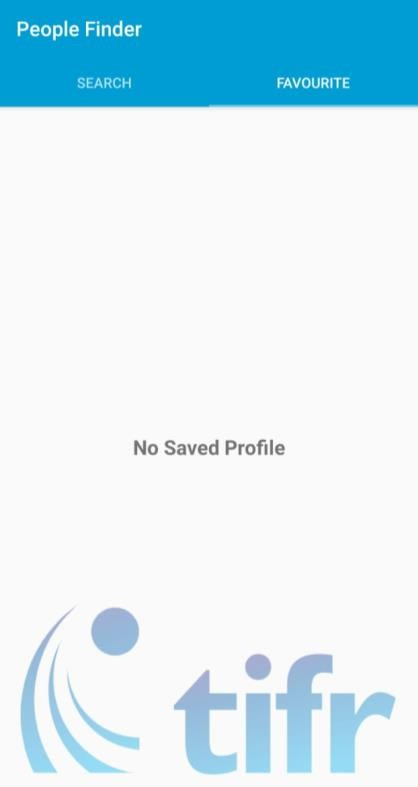 People Finder
SEARCH
FAVOURITE
No Saved Profile
tifr